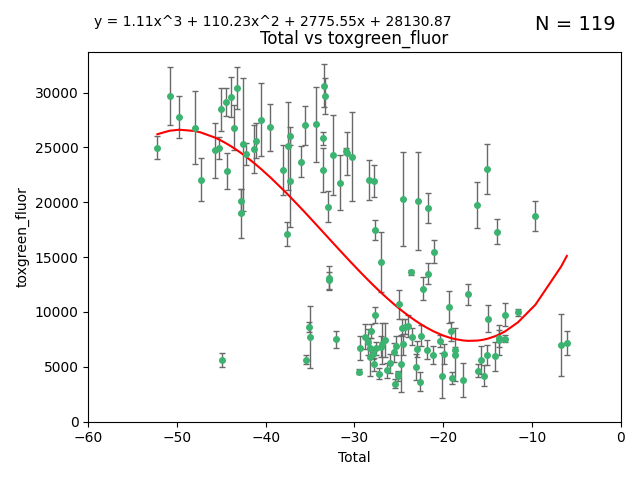 y = 1.11x^3 + 110.23x^2 + 2775.55x + 28130.87
N = 119
Total vs toxgreen_fluor
toxgreen_fluor
30000
25000
20000
15000
10000
5000
0
−60
−50
−40
−30
−20
−10
0
Total